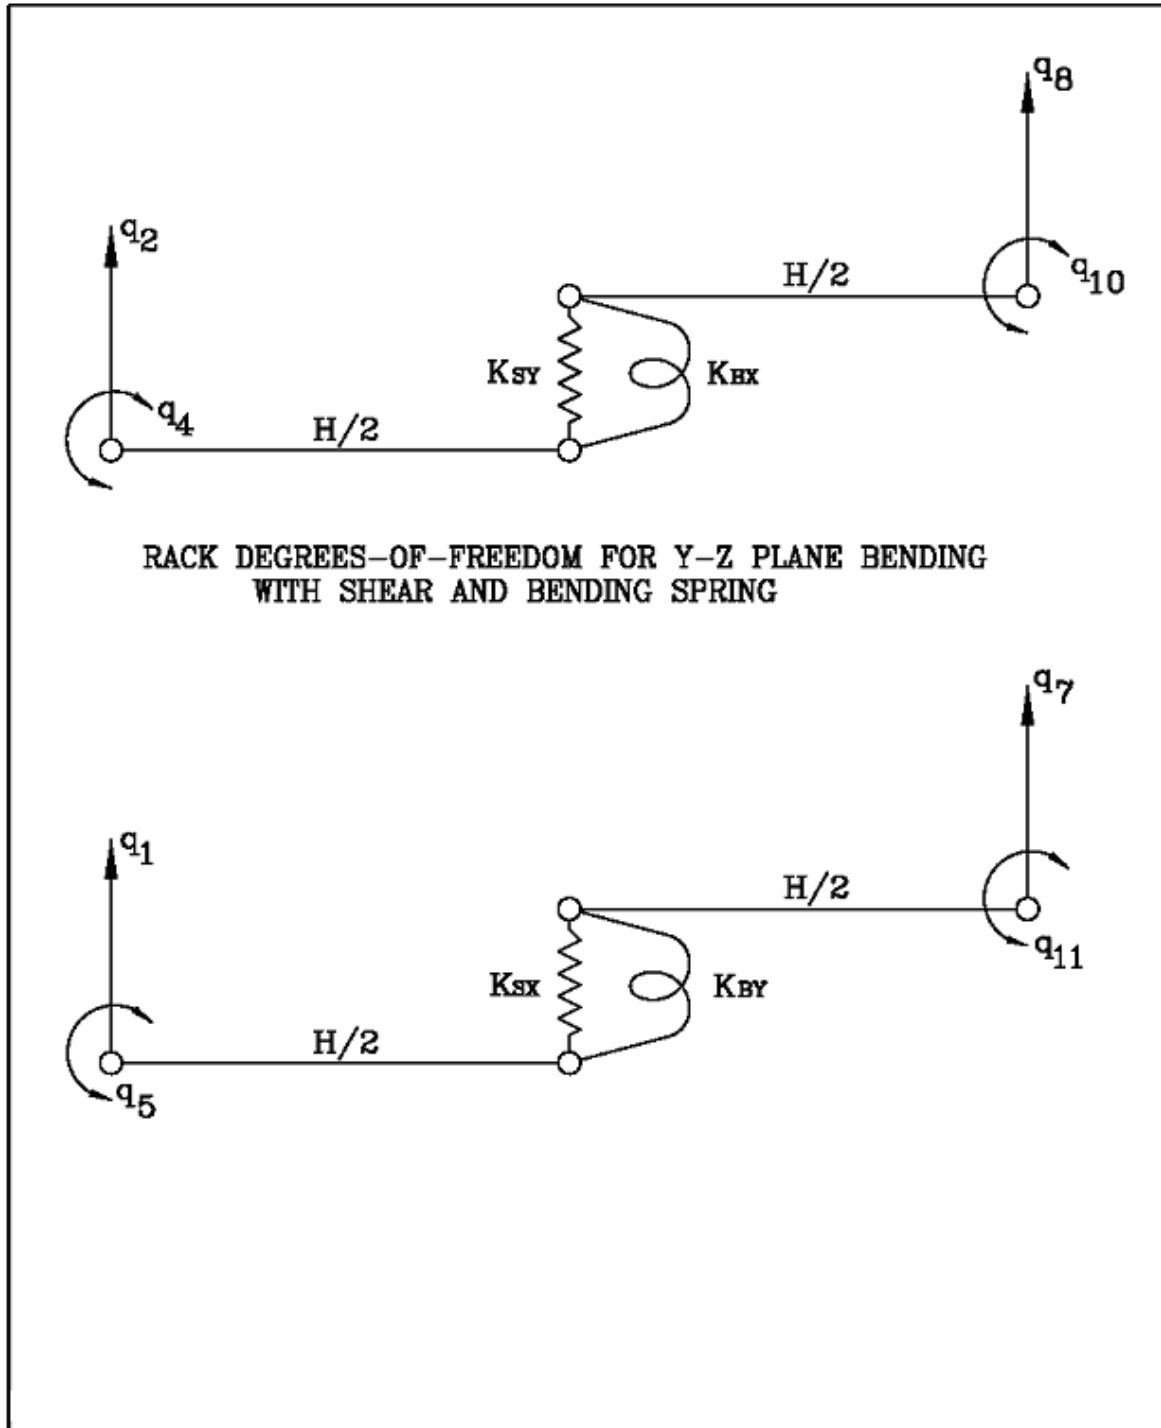 q8
q2
H/2
q10
KSY
KBX
q4
H/2
RACK DEGREES-OF-FREEDOM FOR Y-Z PLANE BENDING
WITH SHEAR AND BENDING SPRING
q7
q1
H/2
q11
KSX
KBY
H/2
q5